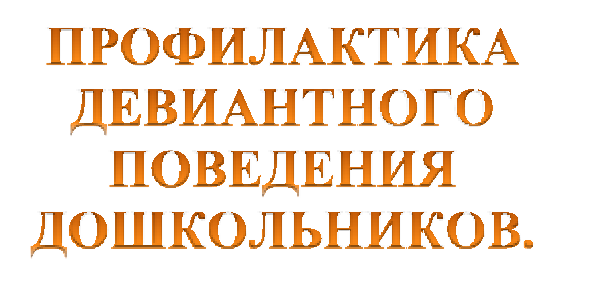 ПРОФИЛАКТИКА
ДЕВИАНТНОГО
ПОВЕДЕНИЯ
ДОШКОЛЬНИКОВ.